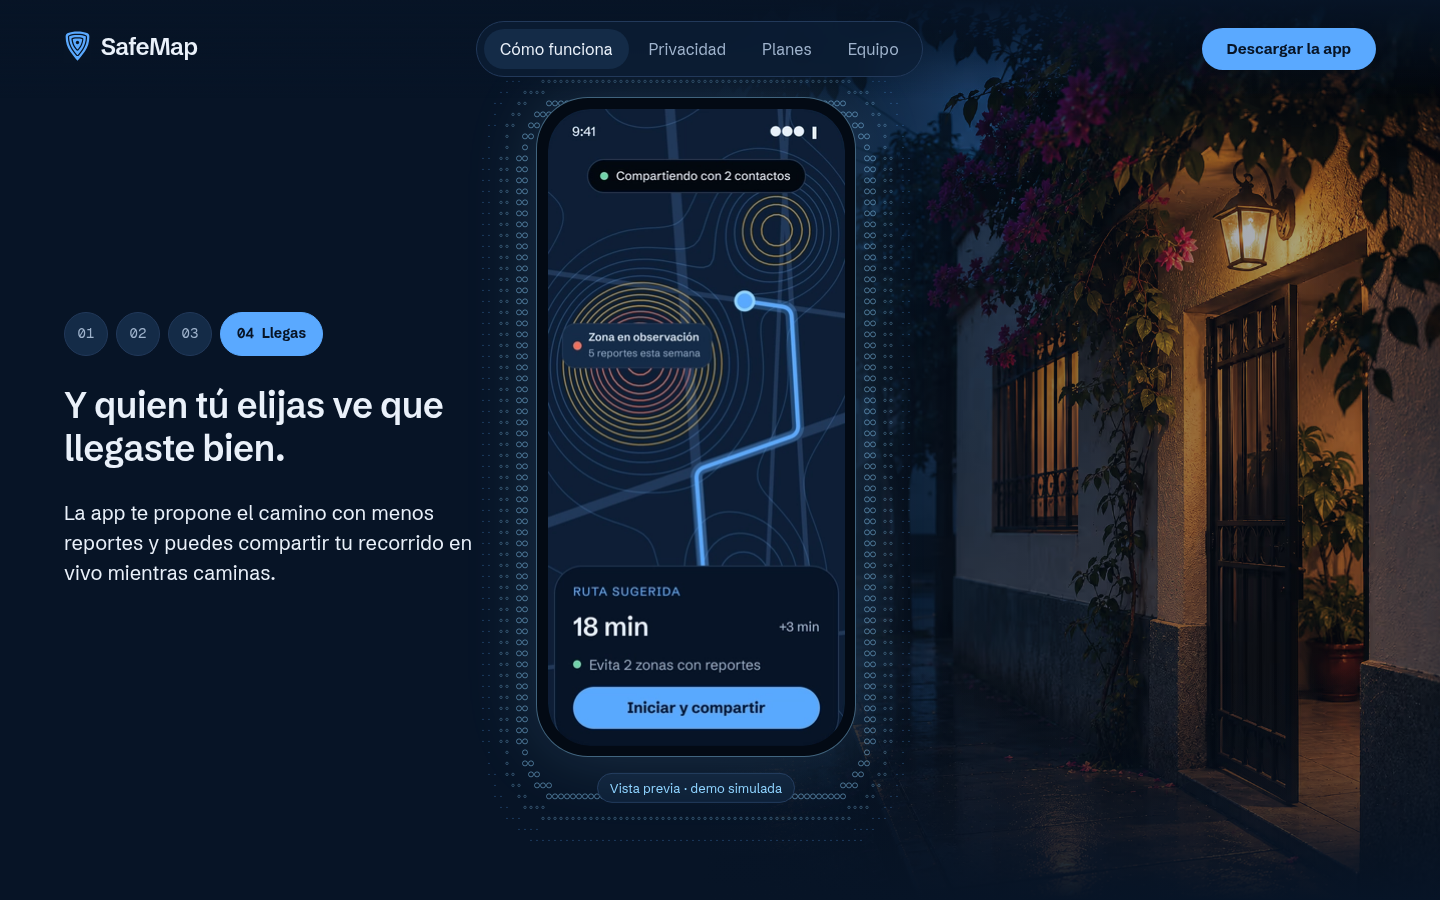 SafeMap
Cómo funciona
Privacidad
Planes
Equipo
Descargar la app
9:41
Compartiendo con 2 contactos
Zona en observación
5 reportes esta semana
01
02
03
04 Llegas
Y quien tú elijas ve que
llegaste bien.
La app te propone el camino con menos
reportes y puedes compartir tu recorrido en
vivo mientras caminas.
RUTA SUGERIDA
18 min
+3 min
Evita 2 zonas con reportes
Iniciar y compartir
Vista previa · demo simulada